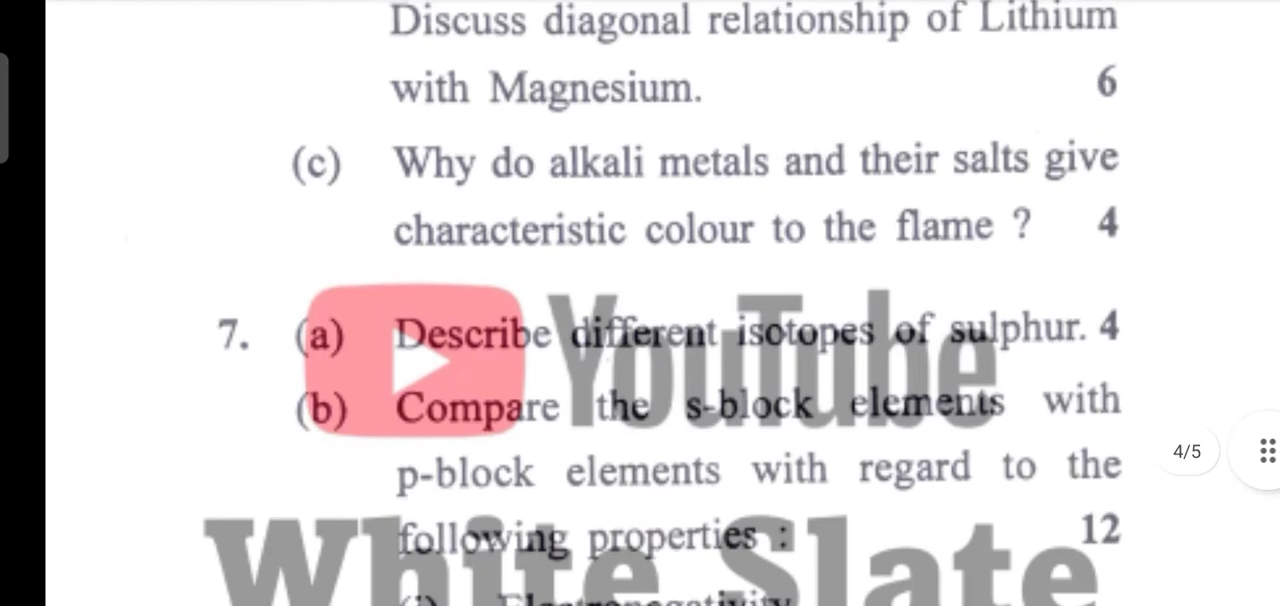 Discuss diagonal relationship of Lithium
with Magnesium. 6
(c) Why do alkali metals and their salts give
characteristic colour to the flame ? 4
7. (a) Describe different isotopes of sulphur. 4
(b) Compare the s-block elements with
p-block elements with regard to the
following properties : 12
(i) Electronegativity
YouTube
White Slate
4/5